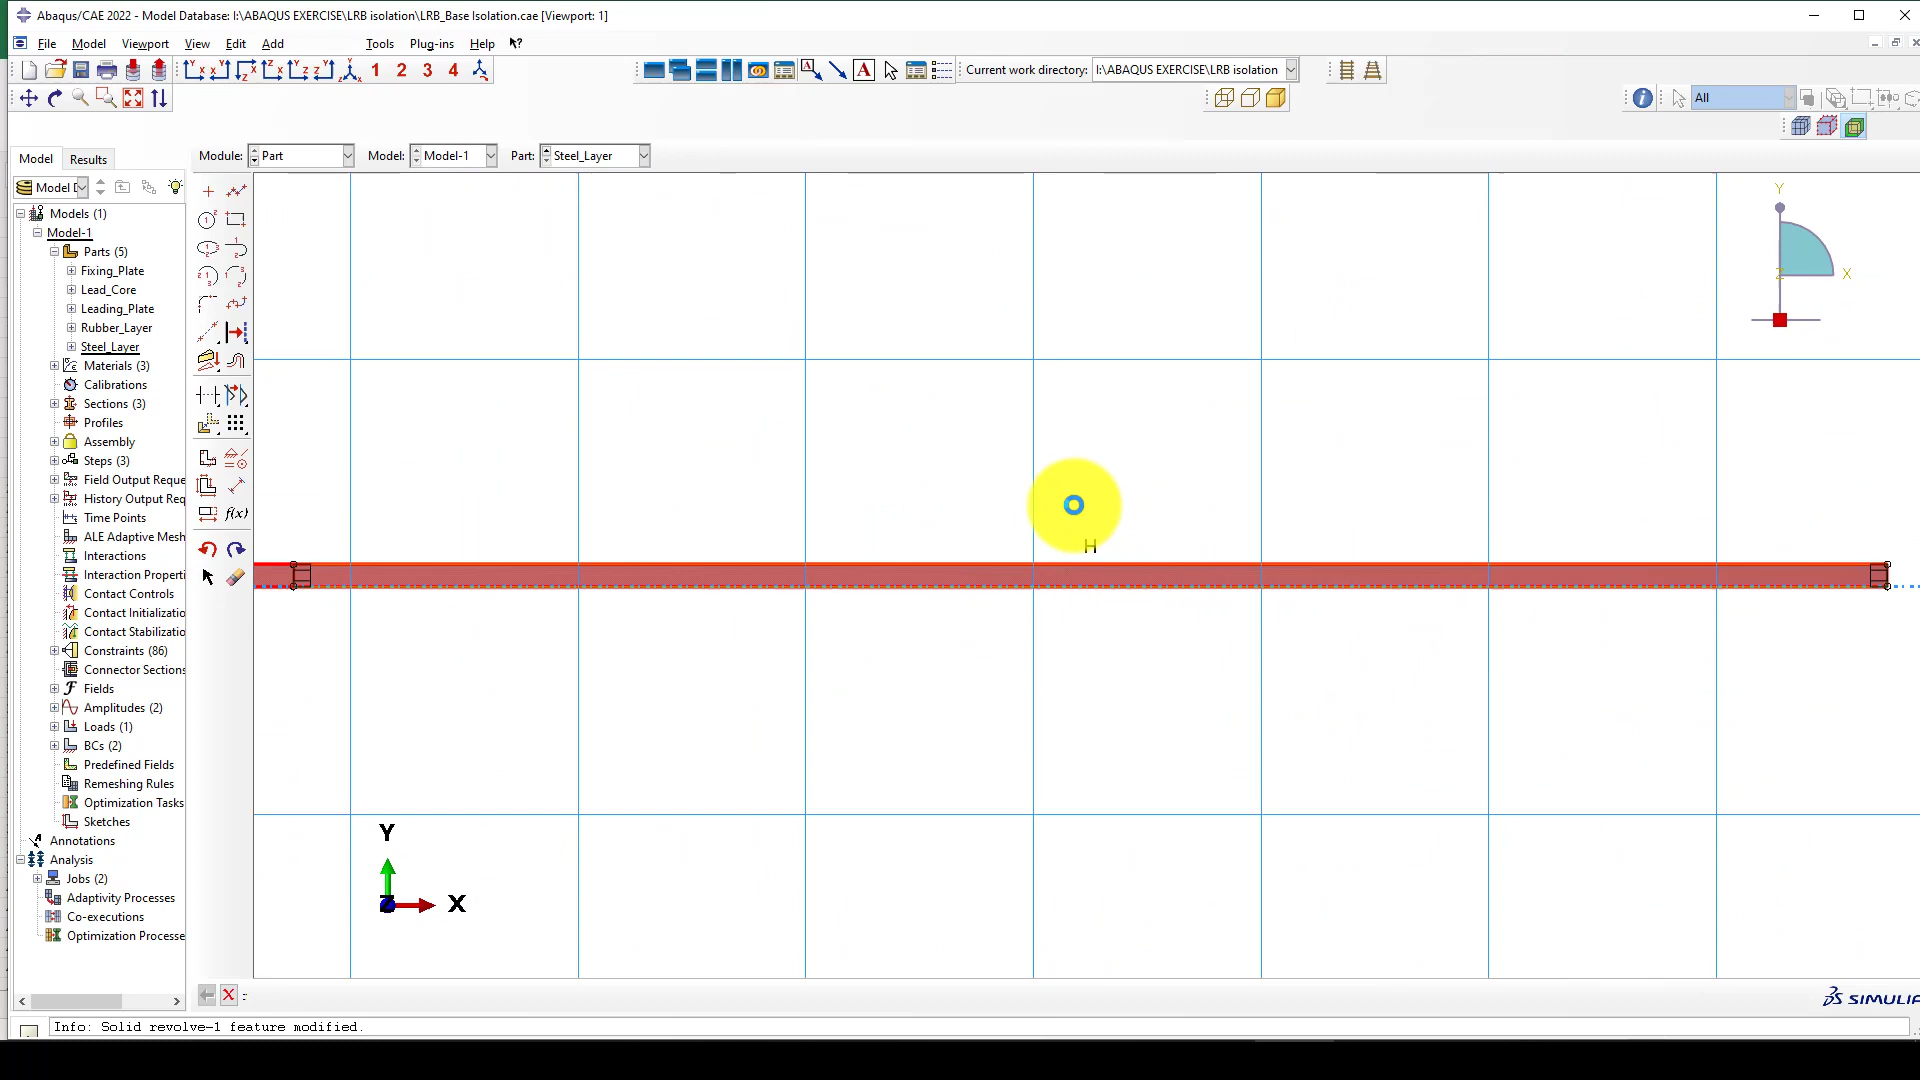 Abaqus/CAE 2022 - Model Database: I:\ABAQUS EXERCISE\LRB isolation\LRB_Base Isolation.cae [Viewport: 1]
File Model Viewport View Edit Add Tools Plug-ins Help
1 2 3 4
Current work directory: I:\ABAQUS EXERCISE\LRB isolation
All
Model Results
Module: Part Model: Model-1 Part: Steel_Layer
Model D
Models (1)
Model-1
Parts (5)
Fixing_Plate
Lead_Core
Leading_Plate
Rubber_Layer
Steel_Layer
Materials (3)
Calibrations
Sections (3)
Profiles
Assembly
Steps (3)
Field Output Reque
History Output Req
Time Points
ALE Adaptive Mesh
Interactions
Interaction Properti
Contact Controls
Contact Initializatio
Contact Stabilizatio
Constraints (86)
Connector Sections
Fields
Amplitudes (2)
Loads (1)
BCs (2)
Predefined Fields
Remeshing Rules
Optimization Tasks
Sketches
Annotations
Analysis
Jobs (2)
Adaptivity Processes
Co-executions
Optimization Processe
f(x)
Y
X
Z
H
Y
Z
X
SIMULIA
Info: Solid revolve-1 feature modified.